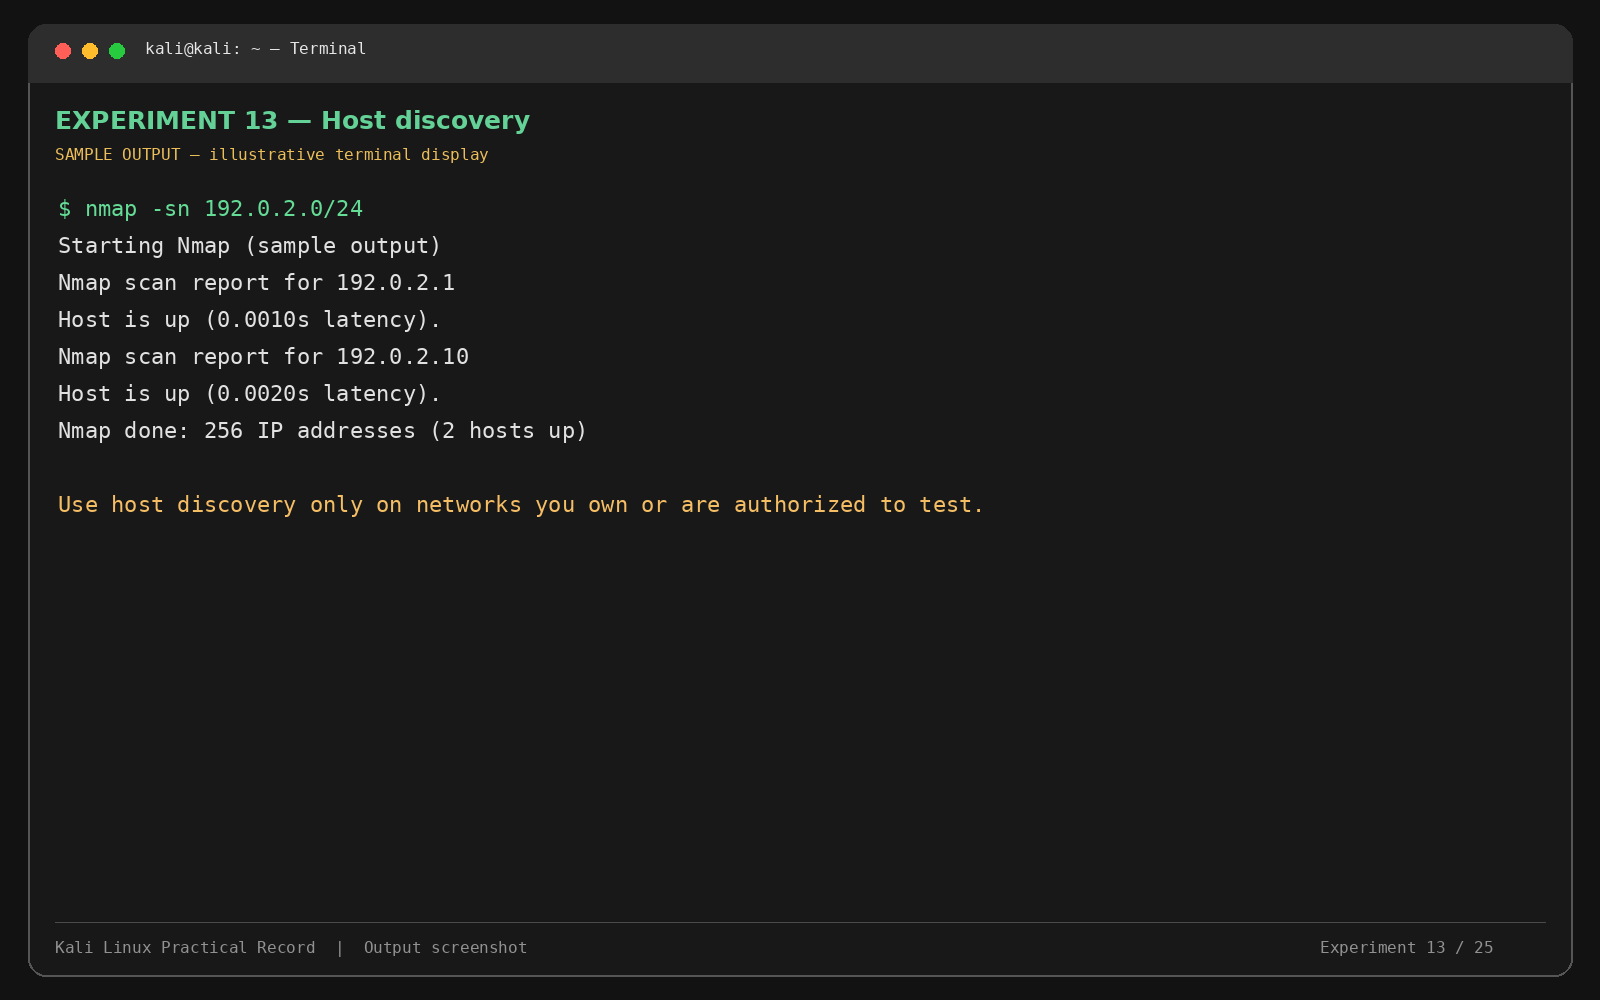 kali@kali: ~ — Terminal
EXPERIMENT 13 — Host discovery
SAMPLE OUTPUT — illustrative terminal display
$ nmap -sn 192.0.2.0/24
Starting Nmap (sample output)
Nmap scan report for 192.0.2.1
Host is up (0.0010s latency).
Nmap scan report for 192.0.2.10
Host is up (0.0020s latency).
Nmap done: 256 IP addresses (2 hosts up)
Use host discovery only on networks you own or are authorized to test.
Kali Linux Practical Record | Output screenshot
Experiment 13 / 25